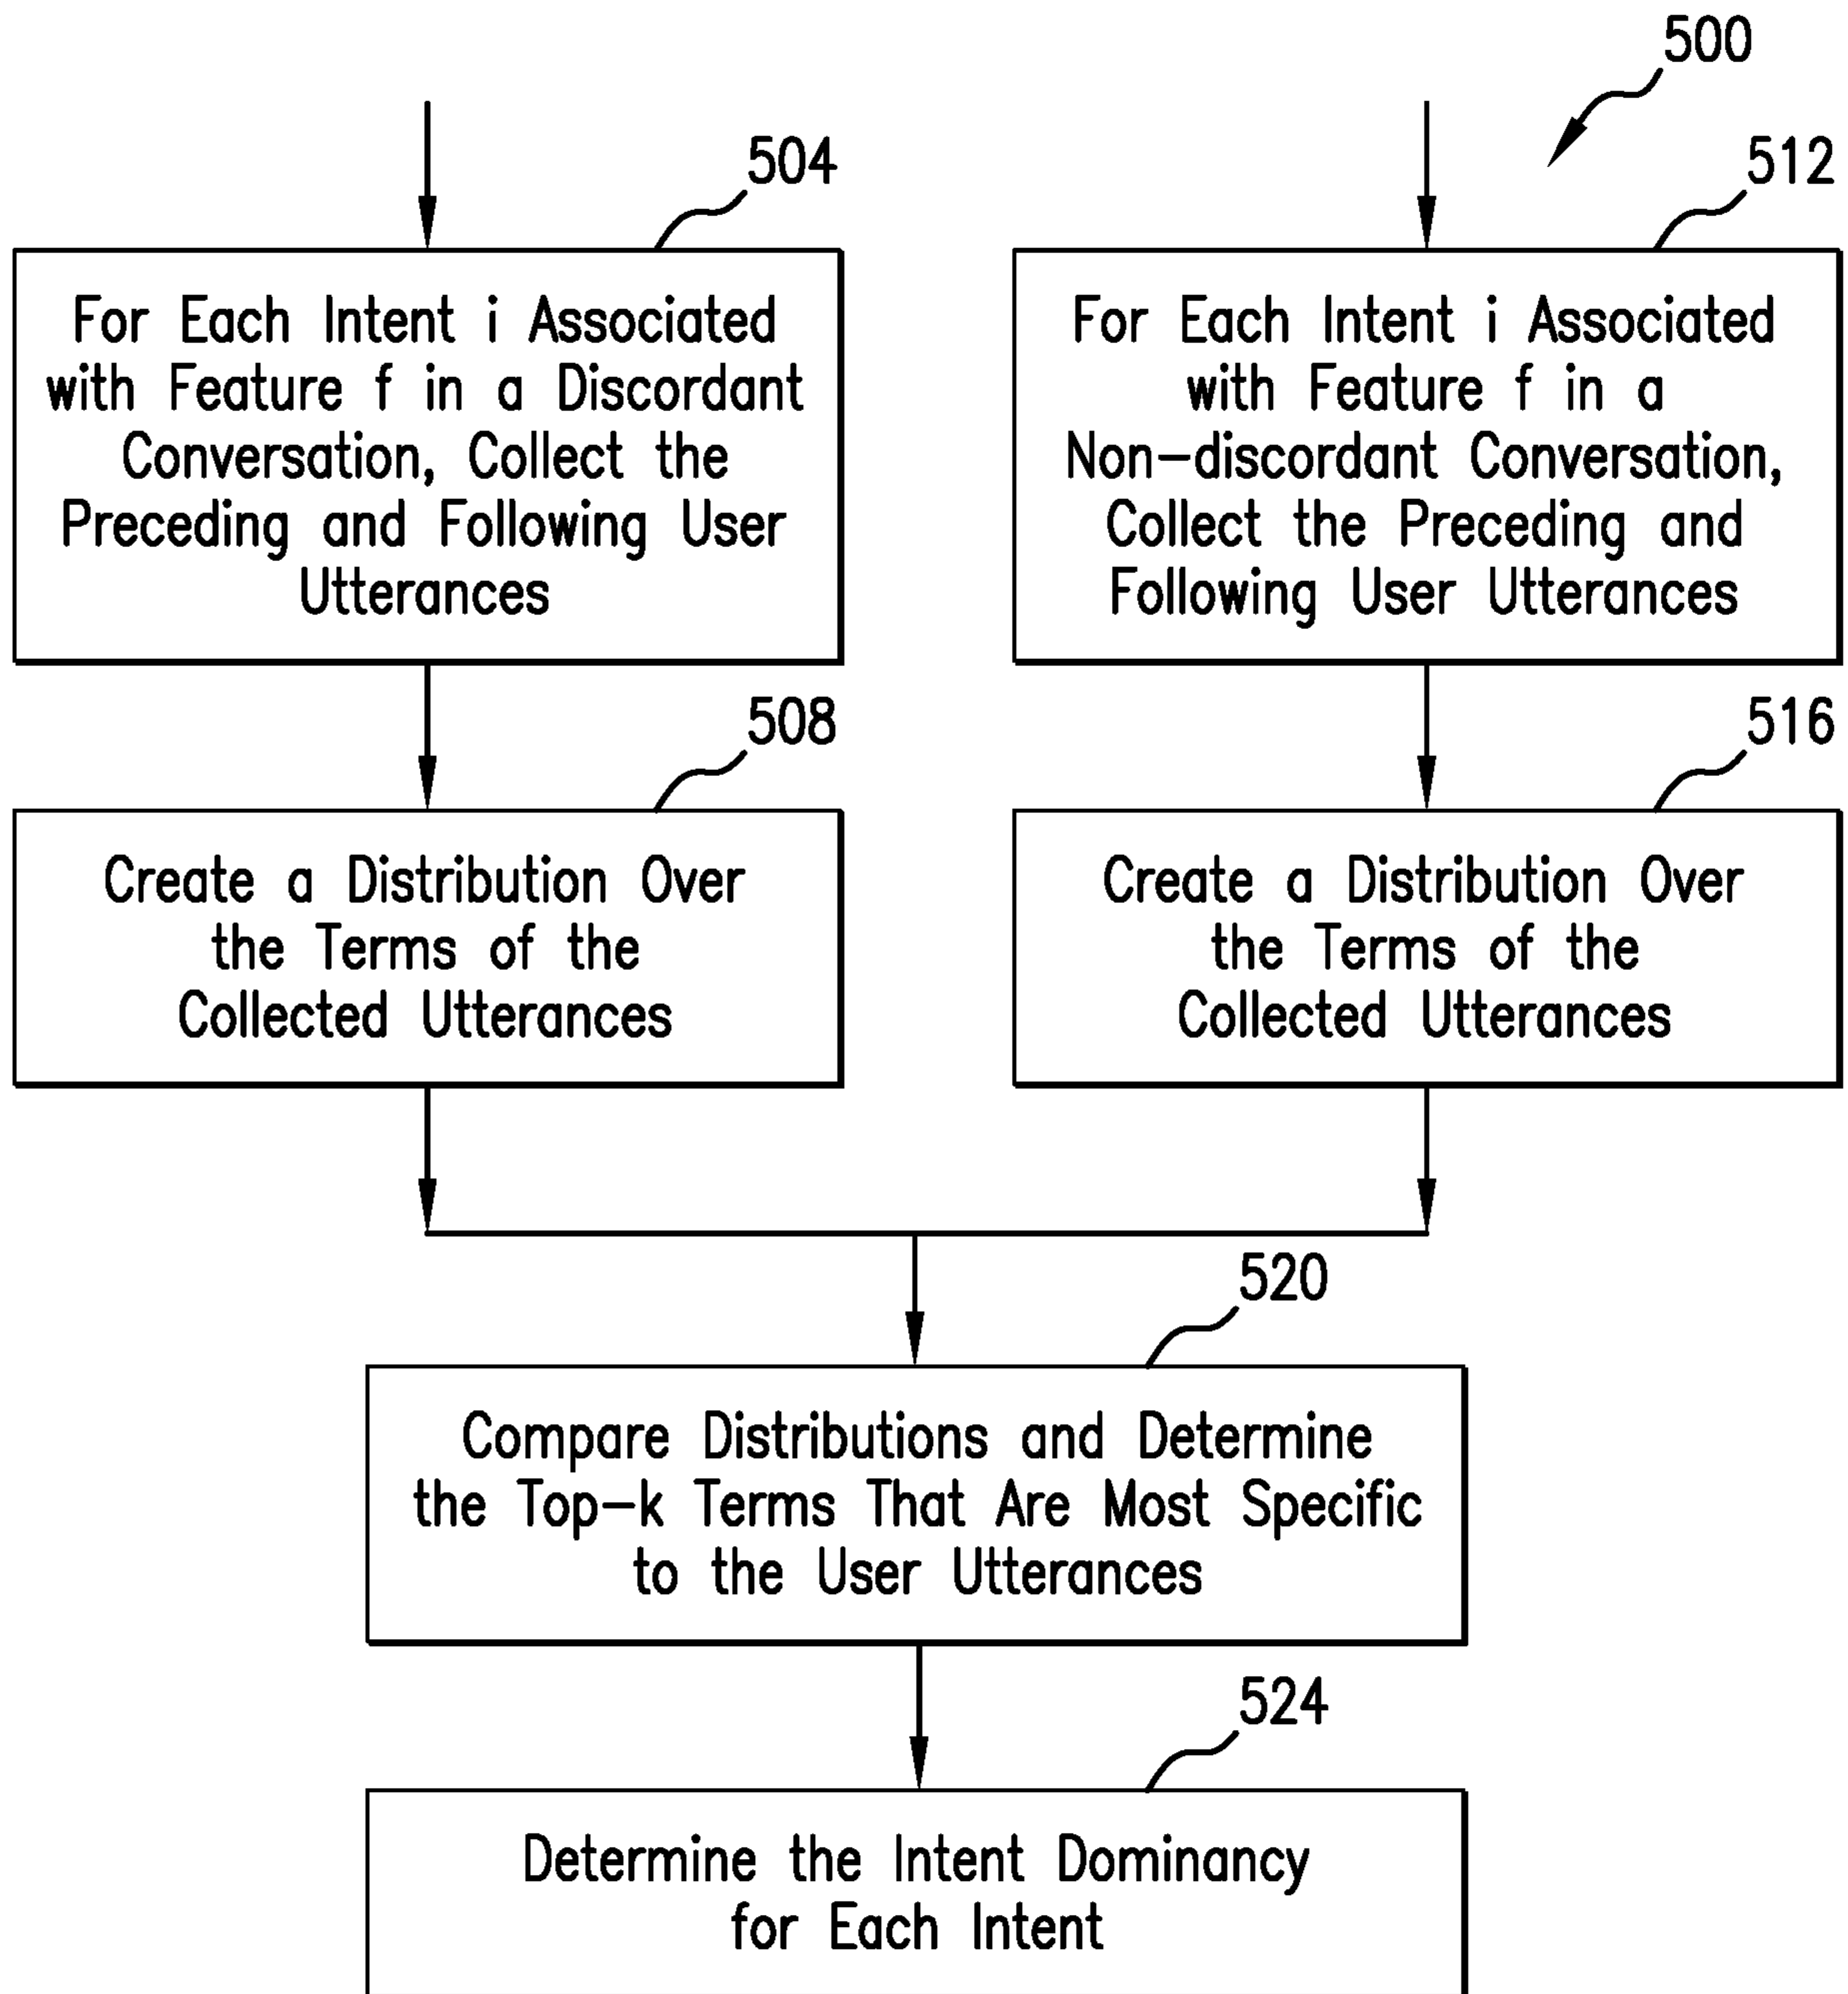 500
504
For Each Intent i Associated
with Feature f in a Discordant
Conversation, Collect the
Preceding and Following User
Utterances
512
For Each Intent i Associated
with Feature f in a
Non-discordant Conversation,
Collect the Preceding and
Following User Utterances
508
Create a Distribution Over
the Terms of the
Collected Utterances
516
Create a Distribution Over
the Terms of the
Collected Utterances
520
Compare Distributions and Determine
the Top-k Terms That Are Most Specific
to the User Utterances
524
Determine the Intent Dominancy
for Each Intent